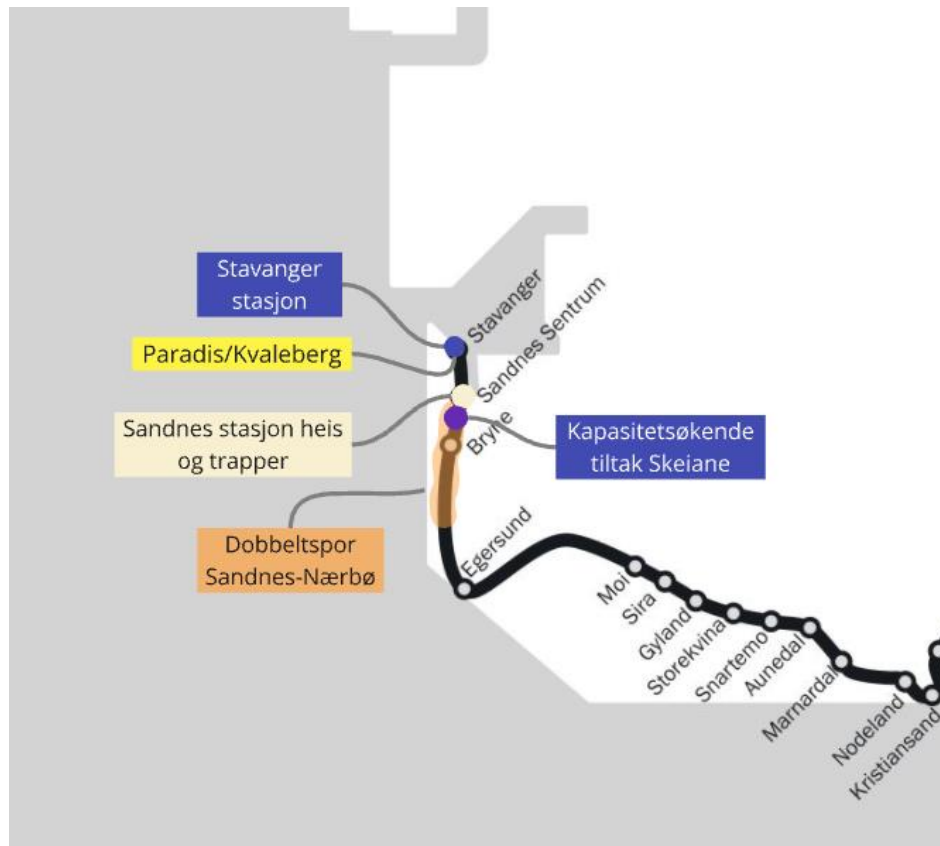 Stavanger
stasjon
Paradis/Kvaleberg
Sandnes stasjon heis
og trapper
Dobbeltspor
Sandnes-Nærbø
Kapasitetsøkende
tiltak Skeiane
Stavanger
Sandnes Sentrum
Bryne
Egersund
Moi
Sira
Gyland
Storekvina
Snartemo
Aunedal
Marnardal
Nodeland
Kristiansand